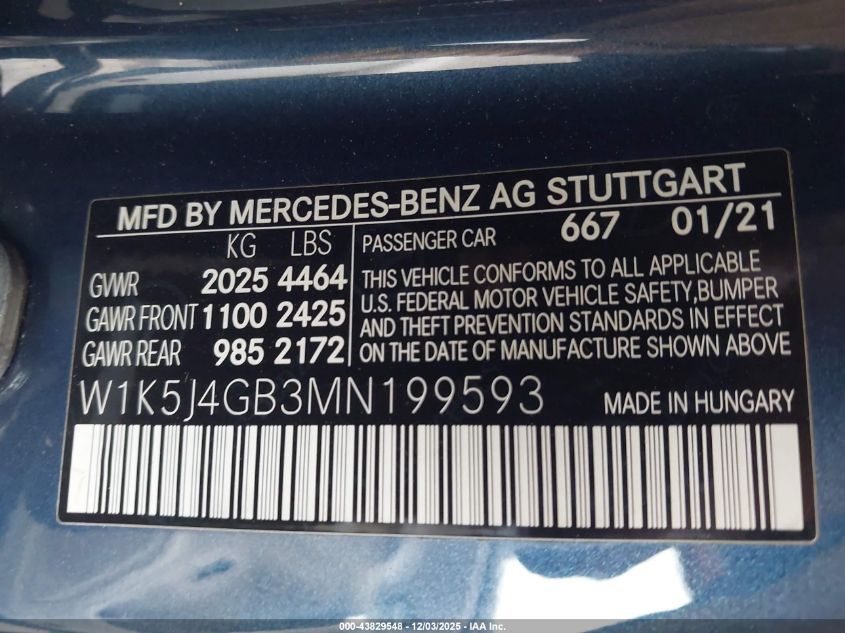 MFD BY MERCEDES-BENZ AG STUTTGART
KG LBS
GVWR 2025 4464
GAWR FRONT 1100 2425
GAWR REAR 985 2172
PASSENGER CAR 667 01/21
THIS VEHICLE CONFORMS TO ALL APPLICABLE
U.S. FEDERAL MOTOR VEHICLE SAFETY,BUMPER
AND THEFT PREVENTION STANDARDS IN EFFECT
ON THE DATE OF MANUFACTURE SHOWN ABOVE
W1K5J4GB3MN199593 MADE IN HUNGARY
000-43829548 - 12/03/2025 - IAA Inc.